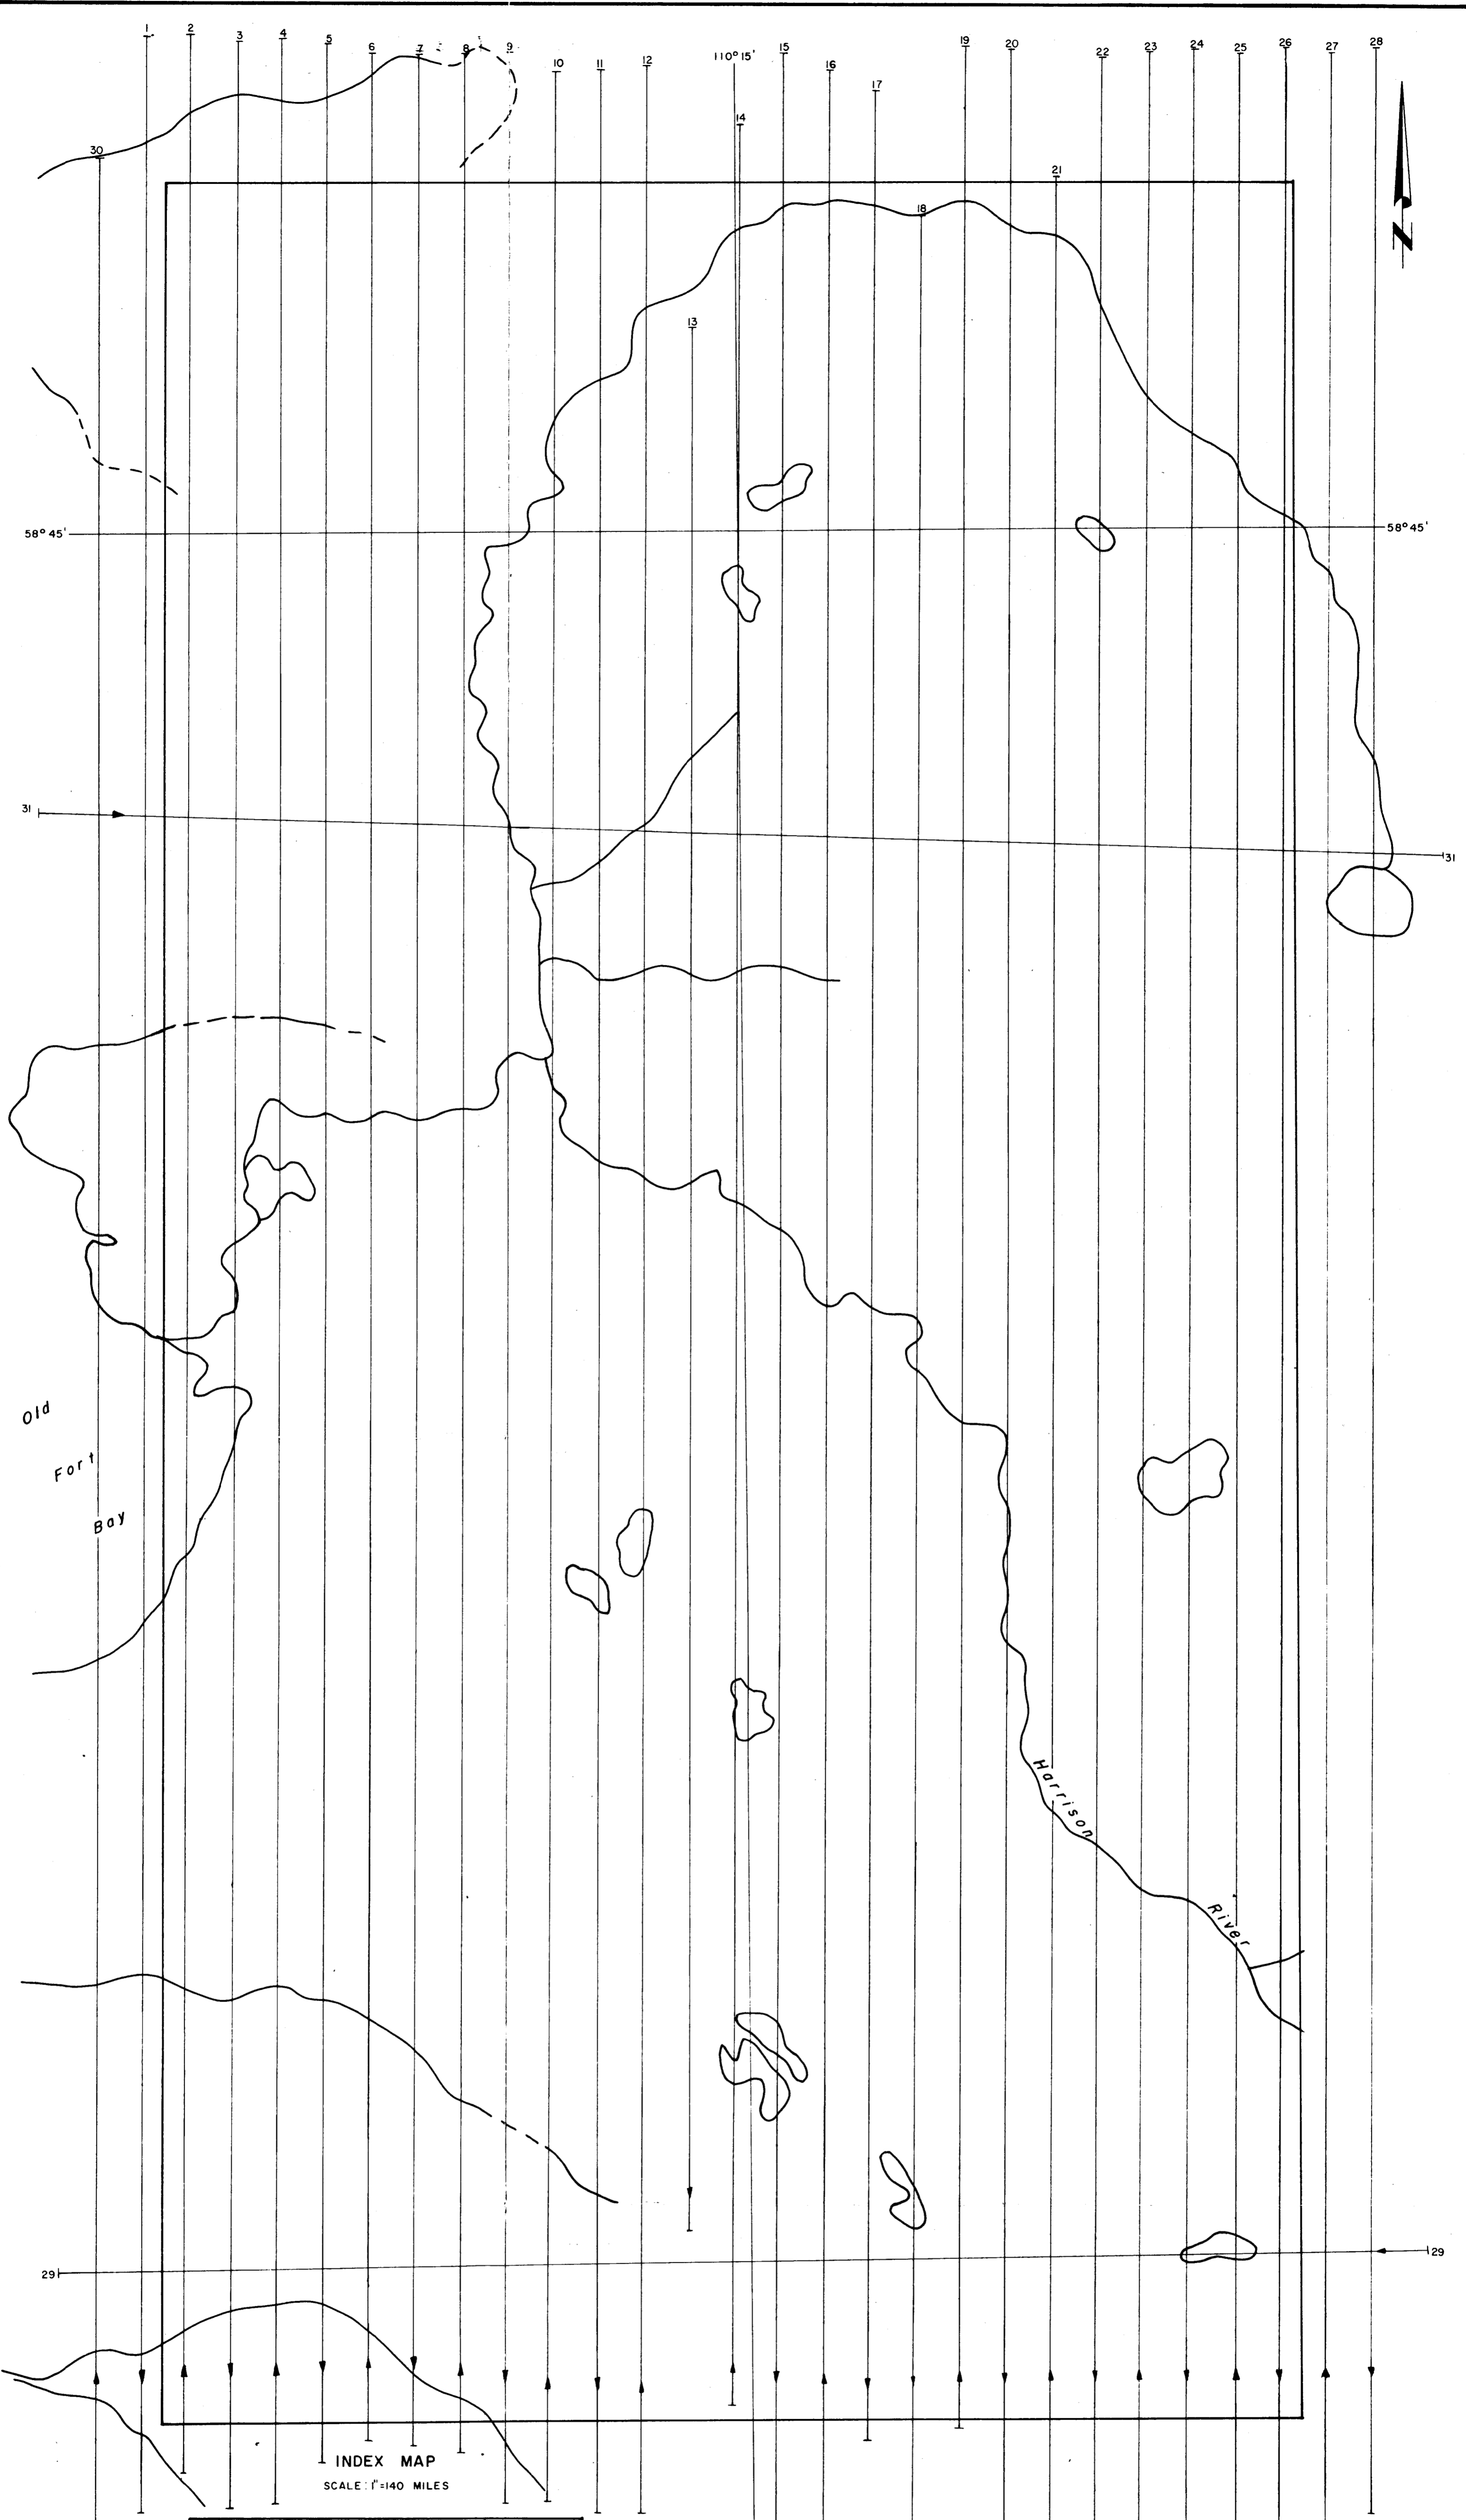 1 2 3 4 5 6 7 8 9 10 11 12 110°15' 15 16 17 19 20 22 23 24 25 26 27 28
14
30
21
18
N
13
58°45' 58°45'
31 31
Old
Fort
Bay
Harrison
River
29 29
INDEX MAP
SCALE : 1"=140 MILES